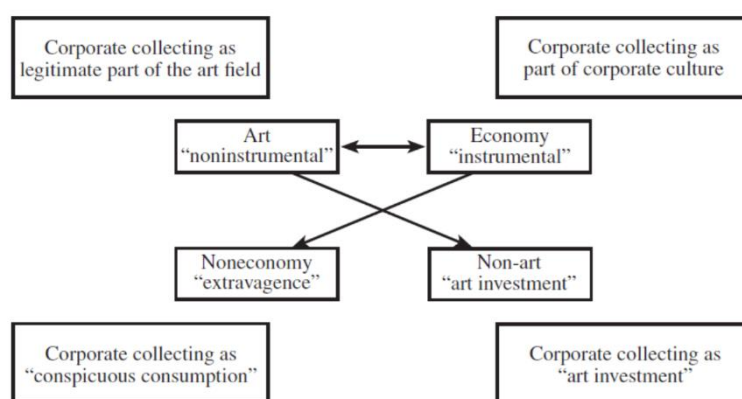 Corporate collecting as
legitimate part of the art field
Corporate collecting as
part of corporate culture
Art
“noninstrumental”
Economy
“instrumental”
Noneconomy
“extravagence”
Non-art
“art investment”
Corporate collecting as
“conspicuous consumption”
Corporate collecting as
“art investment”